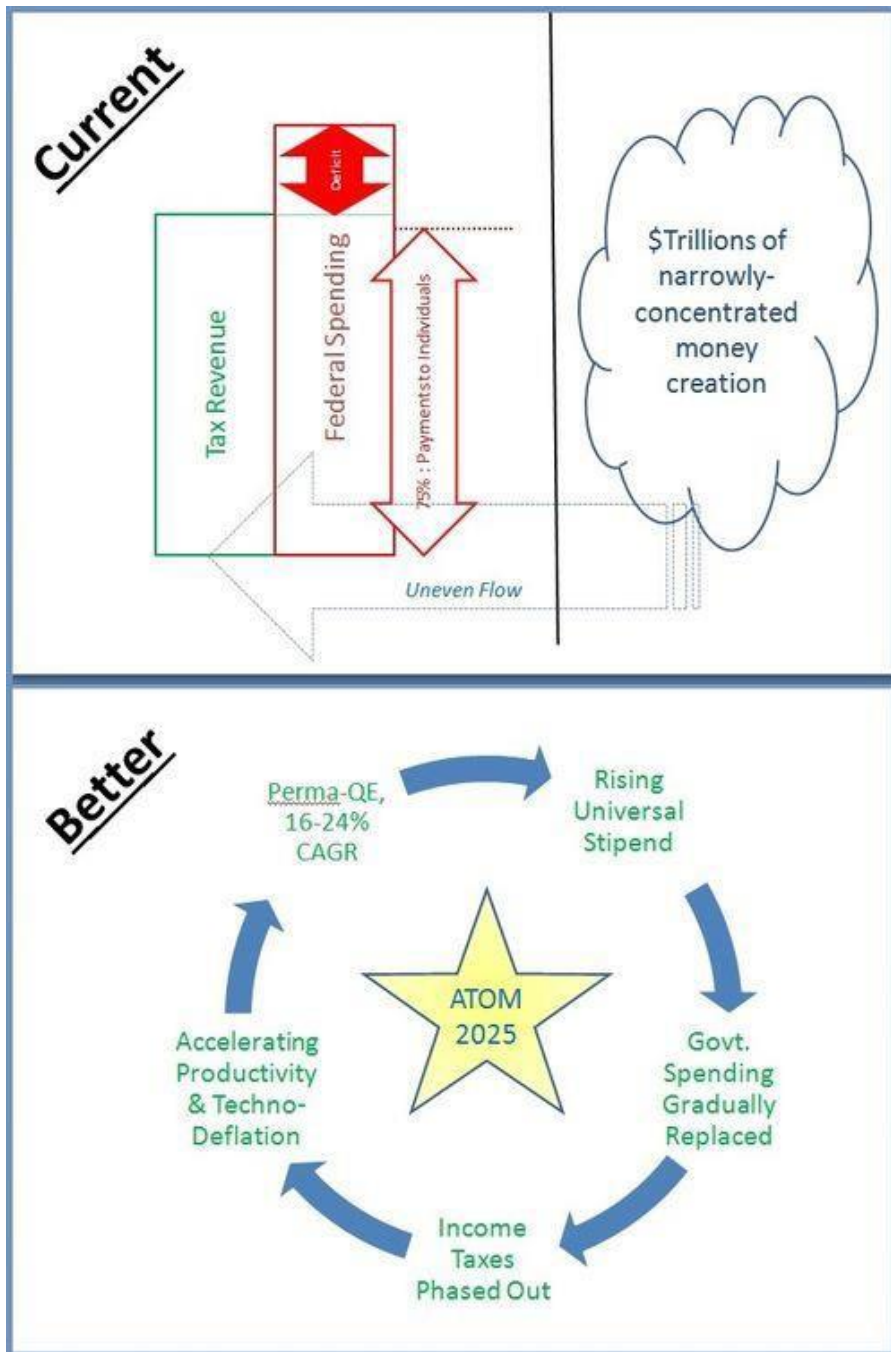 Current
Deficit
Tax Revenue
Federal Spending
75% : Payments to Individuals
$Trillions of
narrowly-
concentrated
money
creation
Uneven Flow
Better
Perma-QE,
16-24%
CAGR
Rising
Universal
Stipend
ATOM
2025
Accelerating
Productivity
& Techno-
Deflation
Govt.
Spending
Gradually
Replaced
Income
Taxes
Phased Out